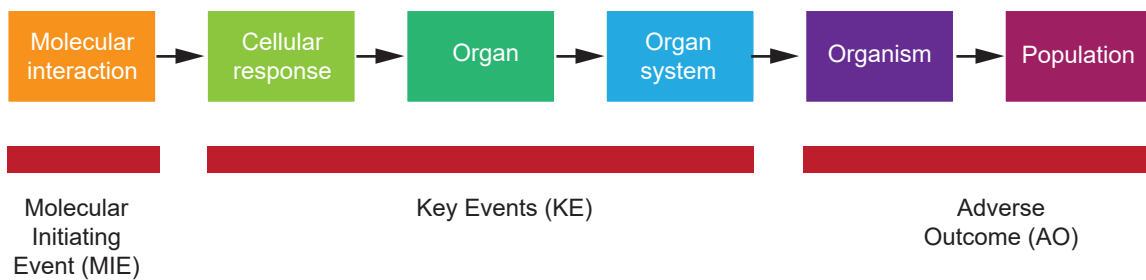 Molecular
interaction
Cellular
response
Organ
Organ
system
Organism
Population
Molecular
Initiating
Event (MIE)
Key Events (KE)
Adverse
Outcome (AO)